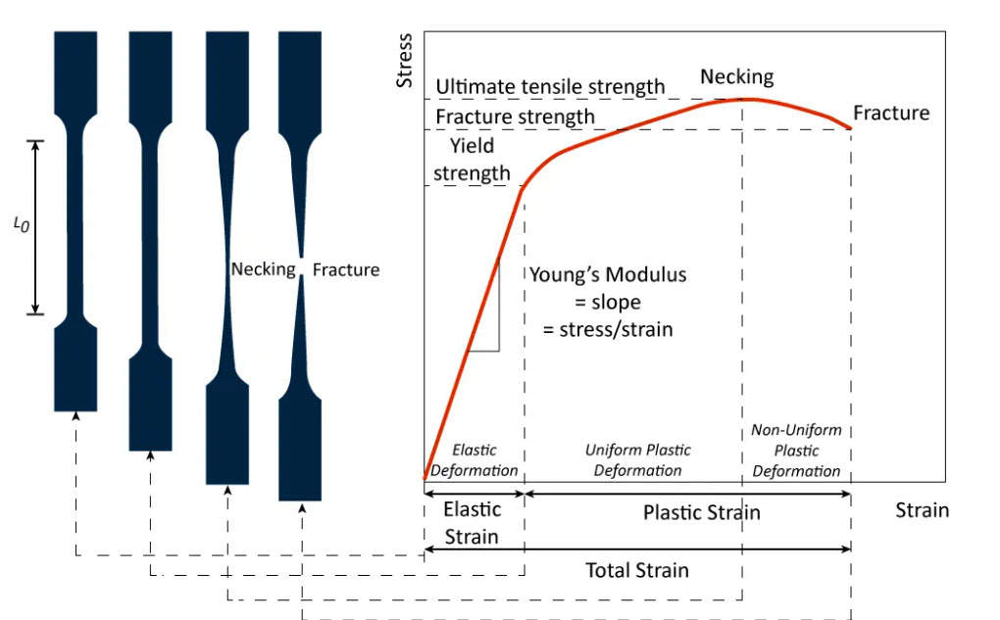 L0
Necking
Fracture
Stress
Ultimate tensile strength
Fracture strength
Yield
strength
Necking
Fracture
Young’s Modulus
= slope
= stress/strain
Elastic
Deformation
Uniform Plastic
Deformation
Non-Uniform
Plastic
Deformation
Elastic
Strain
Plastic Strain
Strain
Total Strain